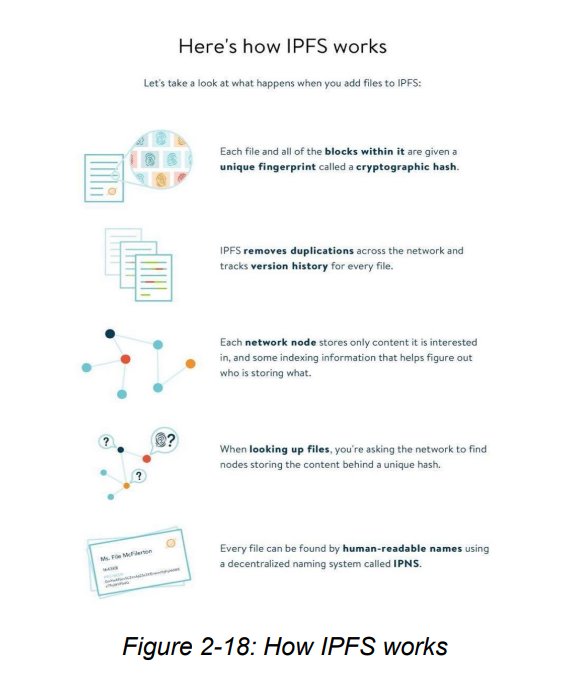 Here's how IPFS works
Let's take a look at what happens when you add files to IPFS:
Each file and all of the blocks within it are given a
unique fingerprint called a cryptographic hash.
IPFS removes duplications across the network and
tracks version history for every file.
Each network node stores only content it is interested
in, and some indexing information that helps figure out
who is storing what.
?
?
?
When looking up files, you're asking the network to find
nodes storing the content behind a unique hash.
Ms. File McFilerton
Every file can be found by human-readable names using
a decentralized naming system called IPNS.
Figure 2-18: How IPFS works